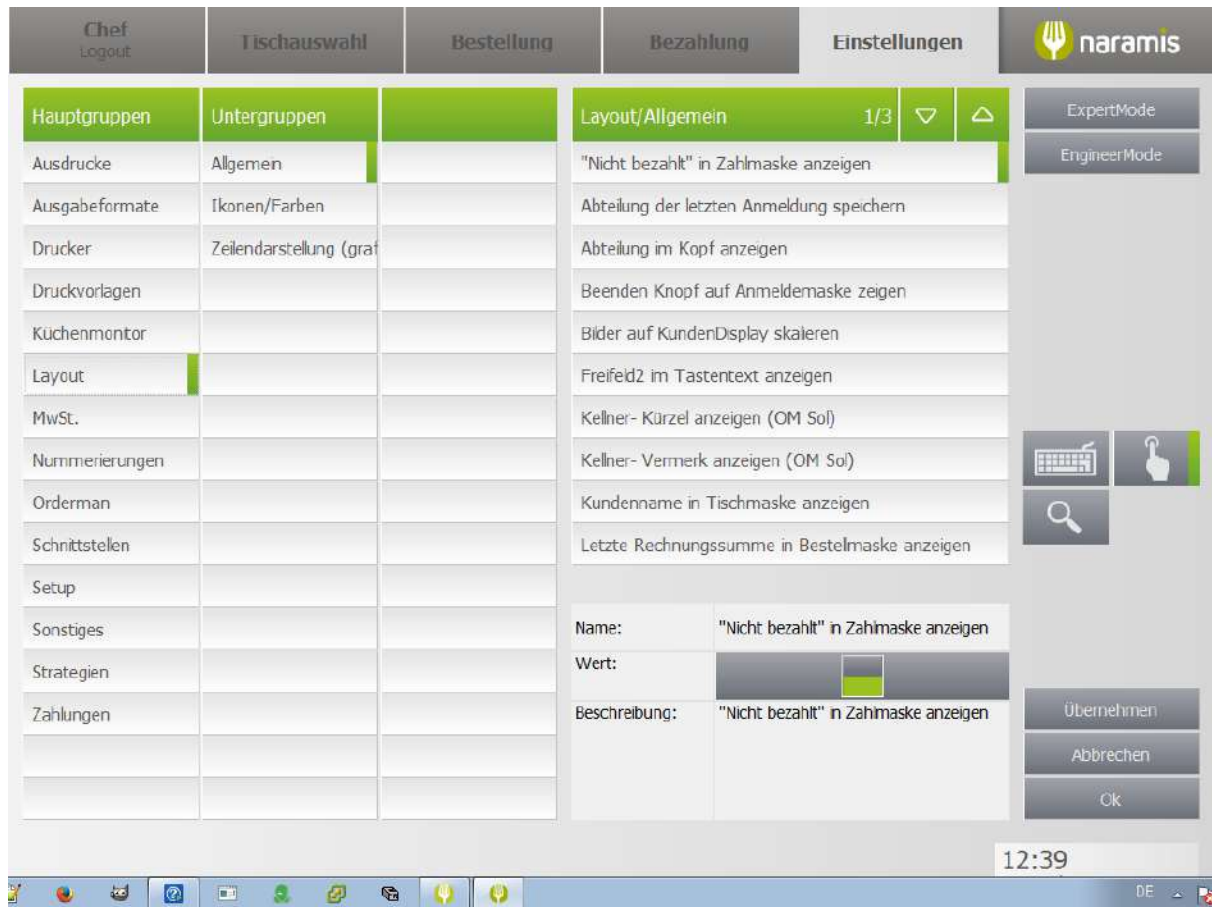 Chef
Logout
Tischauswahl
Bestellung
Bezahlung
Einstellungen
naramis
Hauptgruppen
Untergruppen
Layout/Allgemein 1/3
ExpertMode
EngineerMode
Ausdrucke
Ausgabeformate
Drucker
Druckvorlagen
Küchenmonitor
Layout
MwSt.
Nummerierungen
Orderman
Schnittstellen
Setup
Sonstiges
Strategien
Zahlungen
Allgemein
Ikonen/Farben
Zeilendarstellung (graf
"Nicht bezahlt" in Zahlmaske anzeigen
Abteilung der letzten Anmeldung speichern
Abteilung im Kopf anzeigen
Beenden Knopf auf Anmeldemaske zeigen
Bilder auf KundenDisplay skalieren
Freifeld2 im Tastentext anzeigen
Kellner- Kürzel anzeigen (OM Sol)
Kellner- Vermerk anzeigen (OM Sol)
Kundenname in Tischmaske anzeigen
Letzte Rechnungssumme in Bestellmaske anzeigen
Name: "Nicht bezahlt" in Zahlmaske anzeigen
Wert:
Beschreibung: "Nicht bezahlt" in Zahlmaske anzeigen
Übernehmen
Abbrechen
Ok
12:39
DE